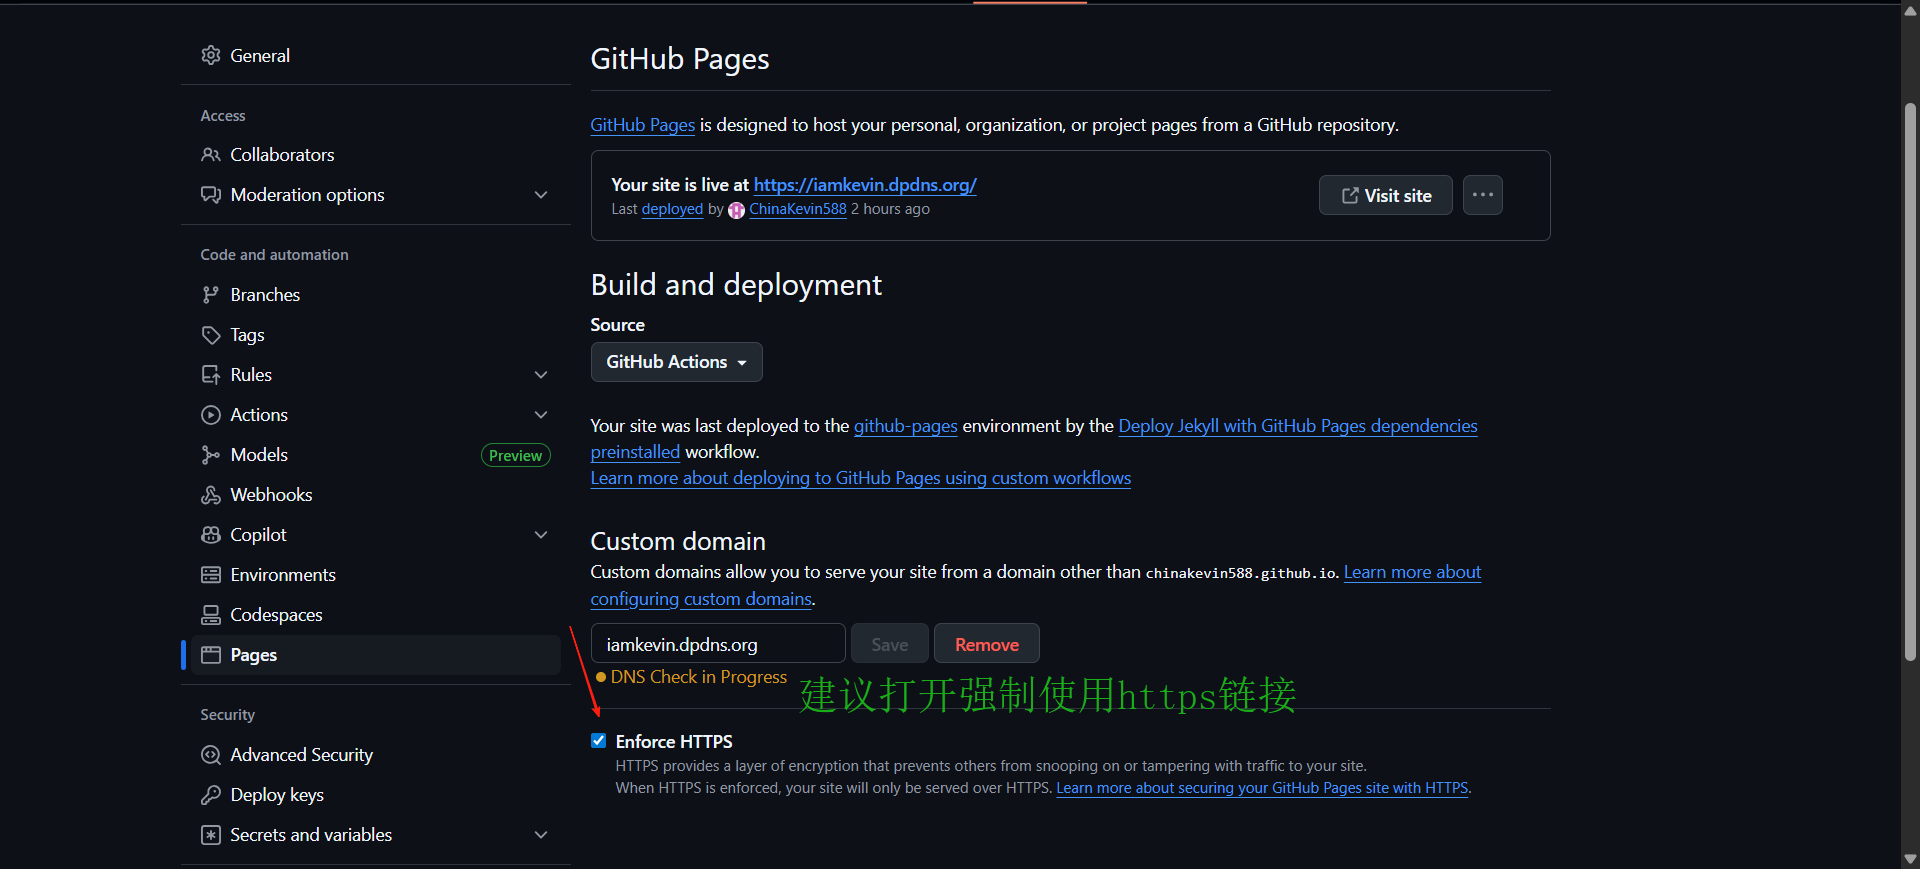 General
Access
Collaborators
Moderation options
Code and automation
Branches
Tags
Rules
Actions
Models Preview
Webhooks
Copilot
Environments
Codespaces
Pages
Security
Advanced Security
Deploy keys
Secrets and variables
GitHub Pages
GitHub Pages is designed to host your personal, organization, or project pages from a GitHub repository.
Your site is live at https://iamkevin.dpdns.org/
Last deployed by ChinaKevin588 2 hours ago
Visit site
Build and deployment
Source
GitHub Actions
Your site was last deployed to the github-pages environment by the Deploy Jekyll with GitHub Pages dependencies
preinstalled workflow.
Learn more about deploying to GitHub Pages using custom workflows
Custom domain
Custom domains allow you to serve your site from a domain other than chinakevin588.github.io. Learn more about
configuring custom domains.
iamkevin.dpdns.org Save Remove
DNS Check in Progress
建议打开强制使用https链接
Enforce HTTPS
HTTPS provides a layer of encryption that prevents others from snooping on or tampering with traffic to your site.
When HTTPS is enforced, your site will only be served over HTTPS. Learn more about securing your GitHub Pages site with HTTPS.